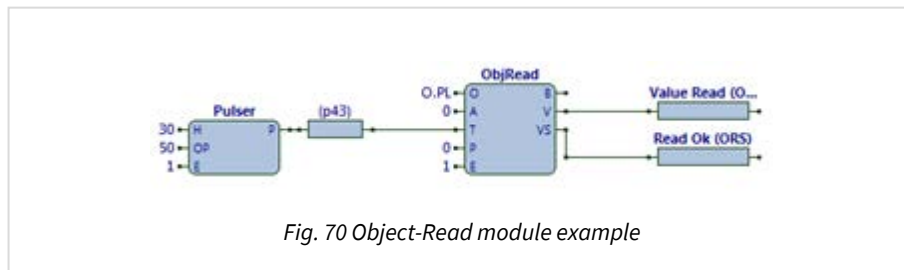 ObjRead
O.PL O B Value Read (O...
Pulser (p43) 0 A V
30 H P T VS Read Ok (ORS)
50 OP 0 P
1 E 1 E
Fig. 70 Object-Read module example